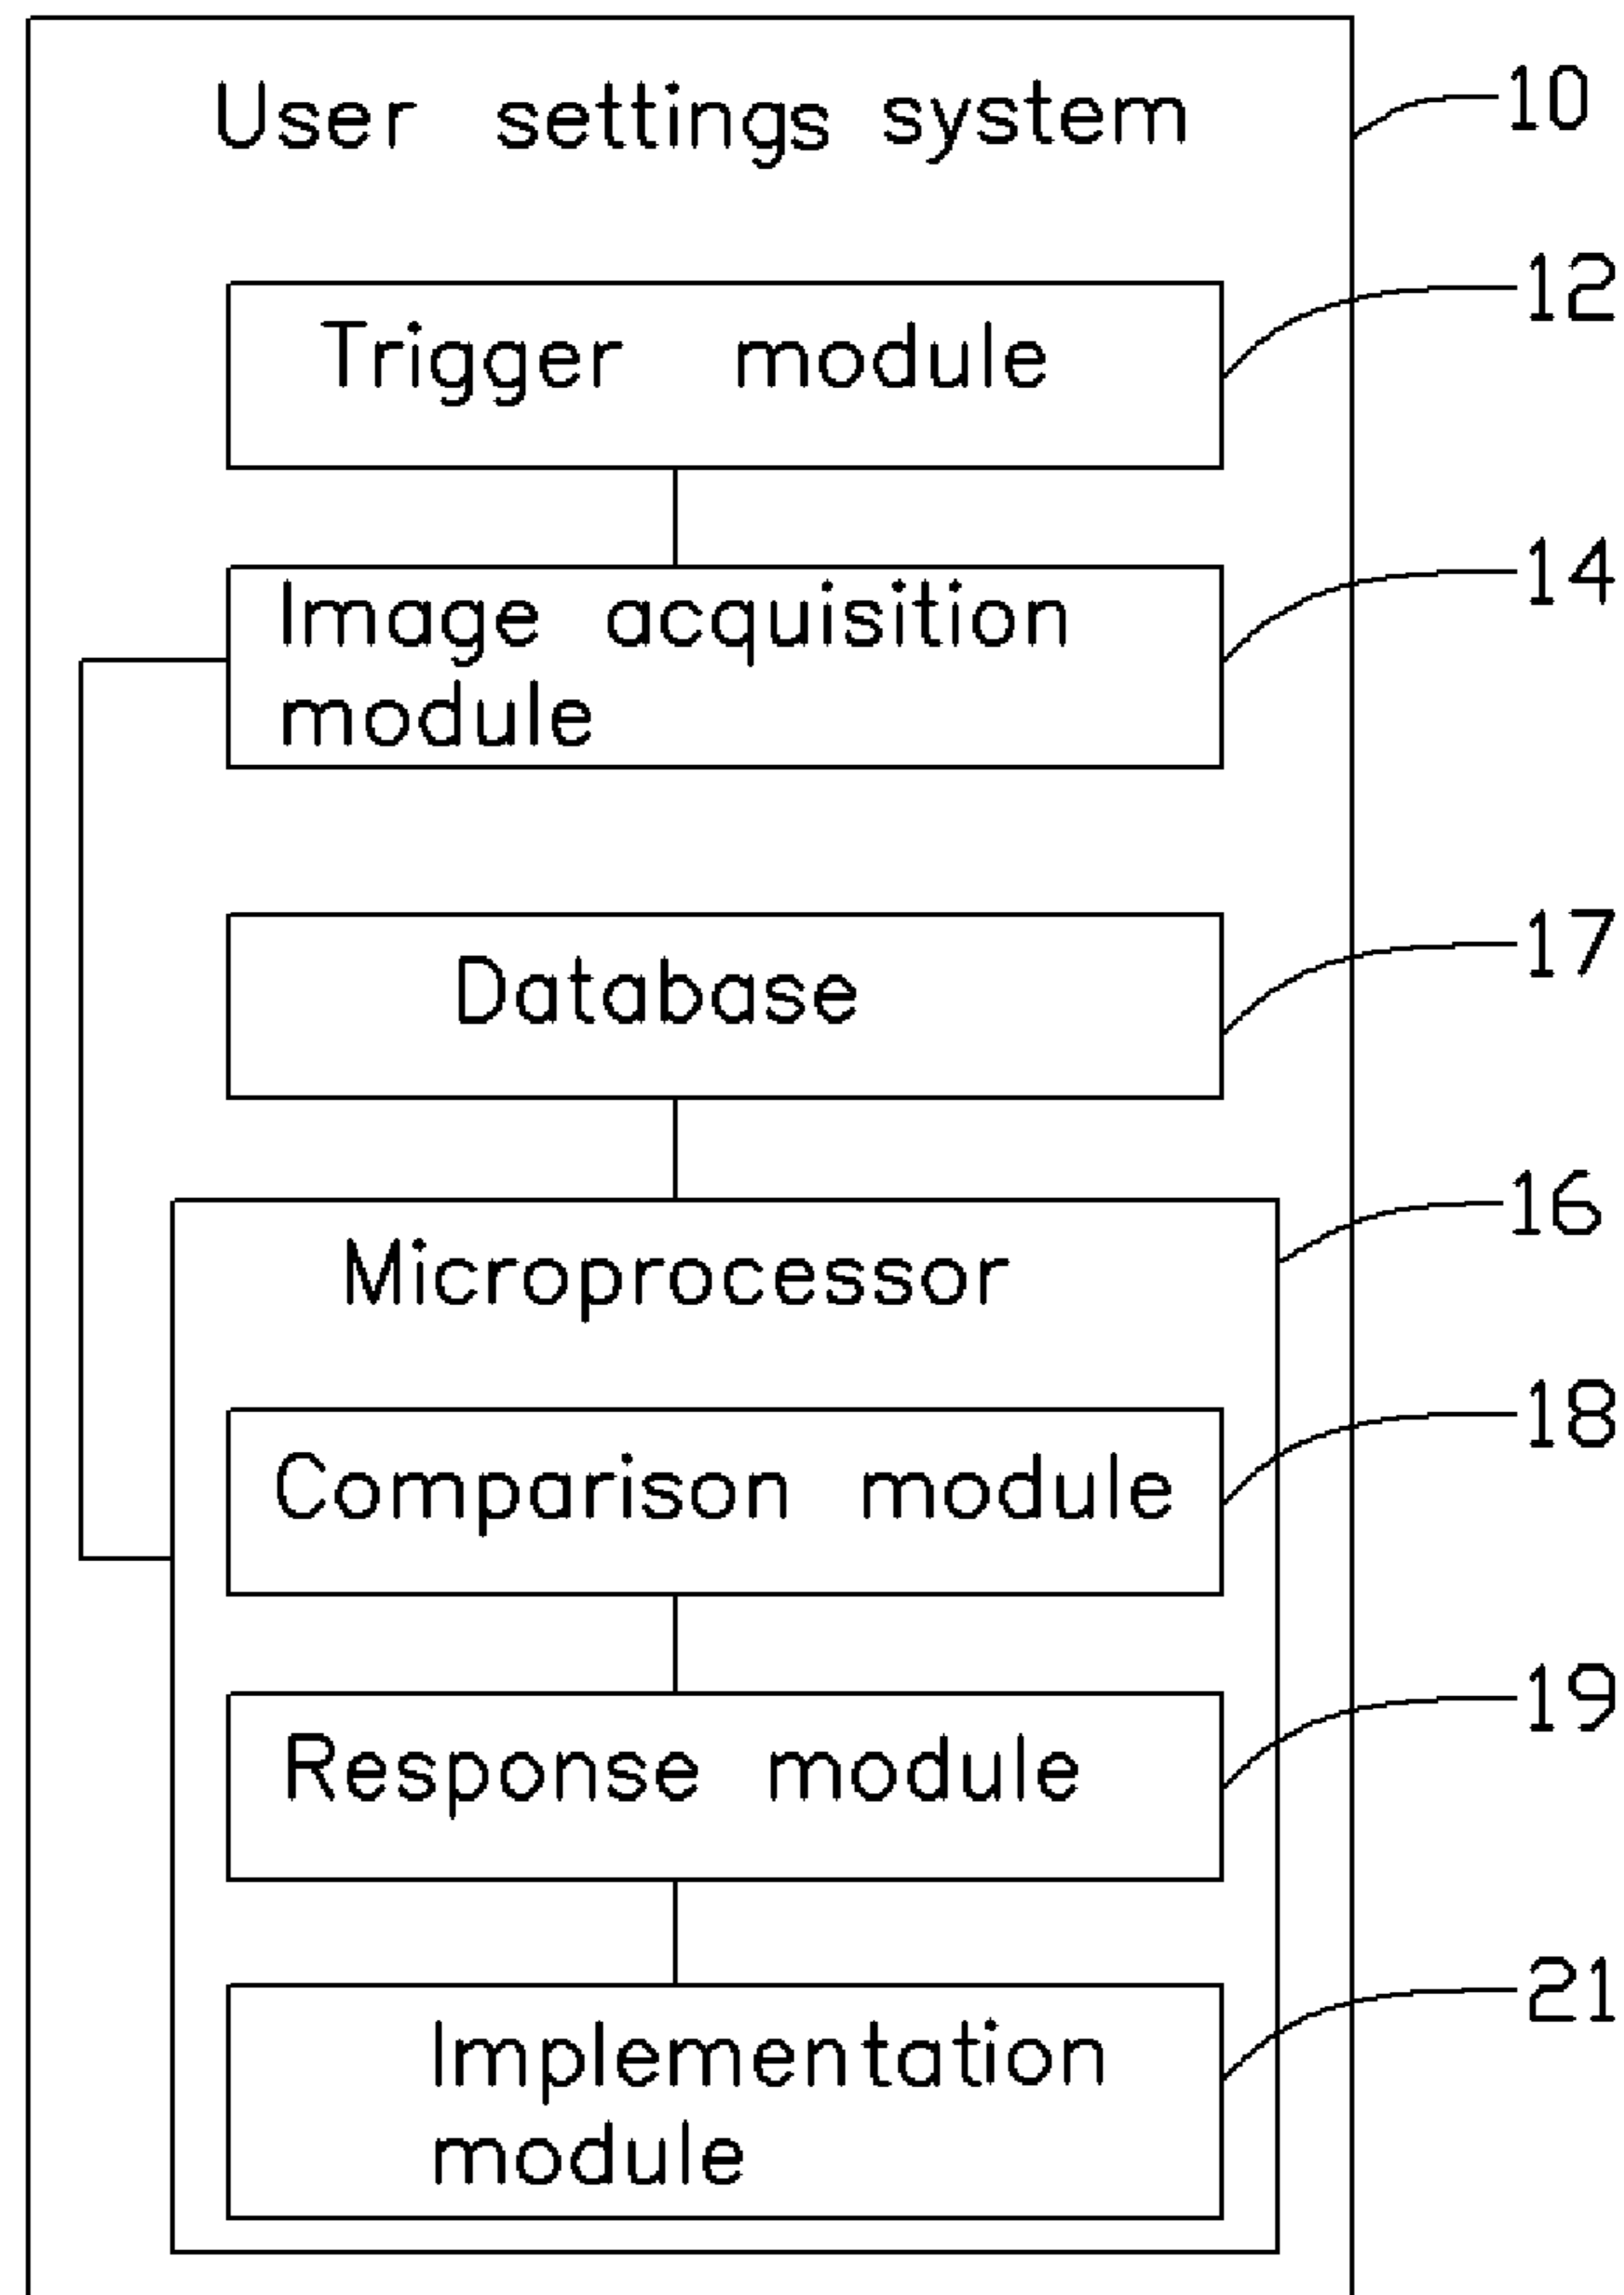 User settings system
10
Trigger module
12
Image acquisition
module
14
Database
17
Microprocessor
16
Comparison module
18
Response module
19
Implementation
module
21